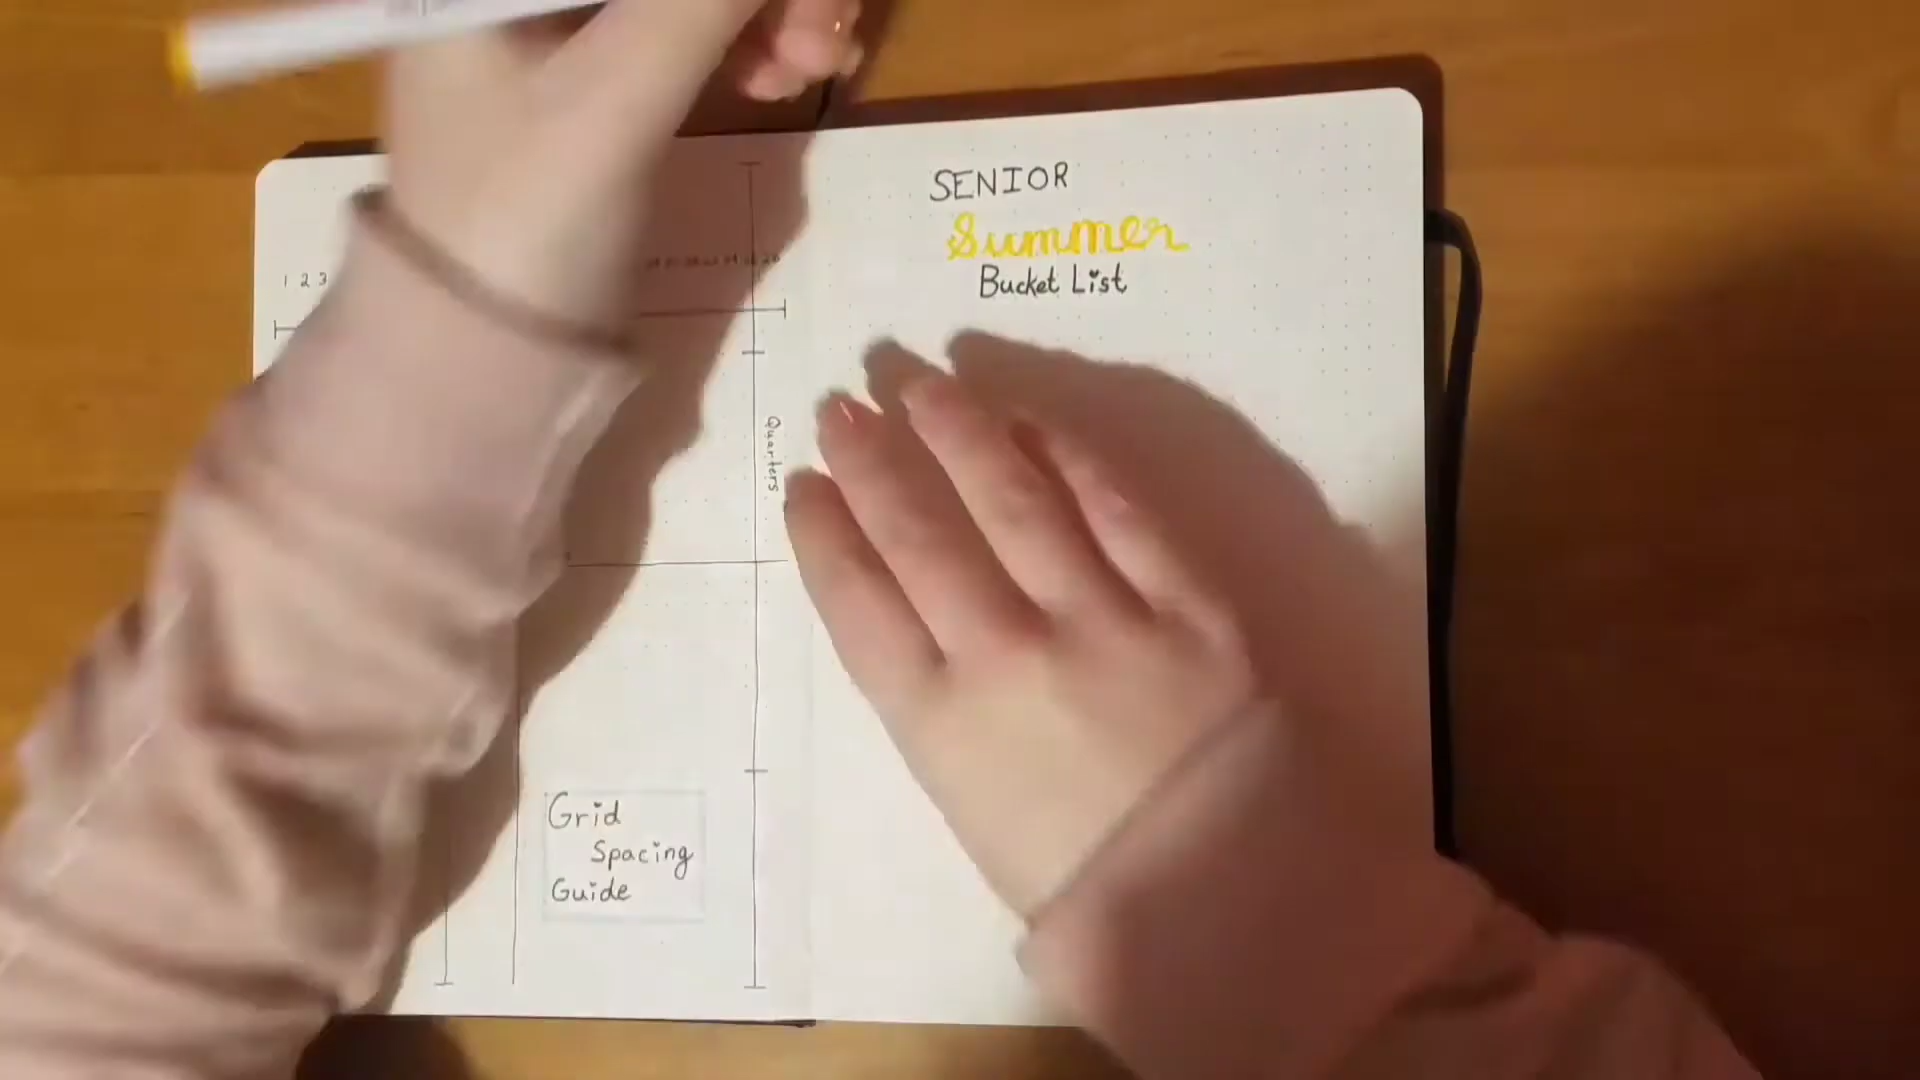 1 2 3
Quarters
Grid
Spacing
Guide
SENIOR
Summer
Bucket List